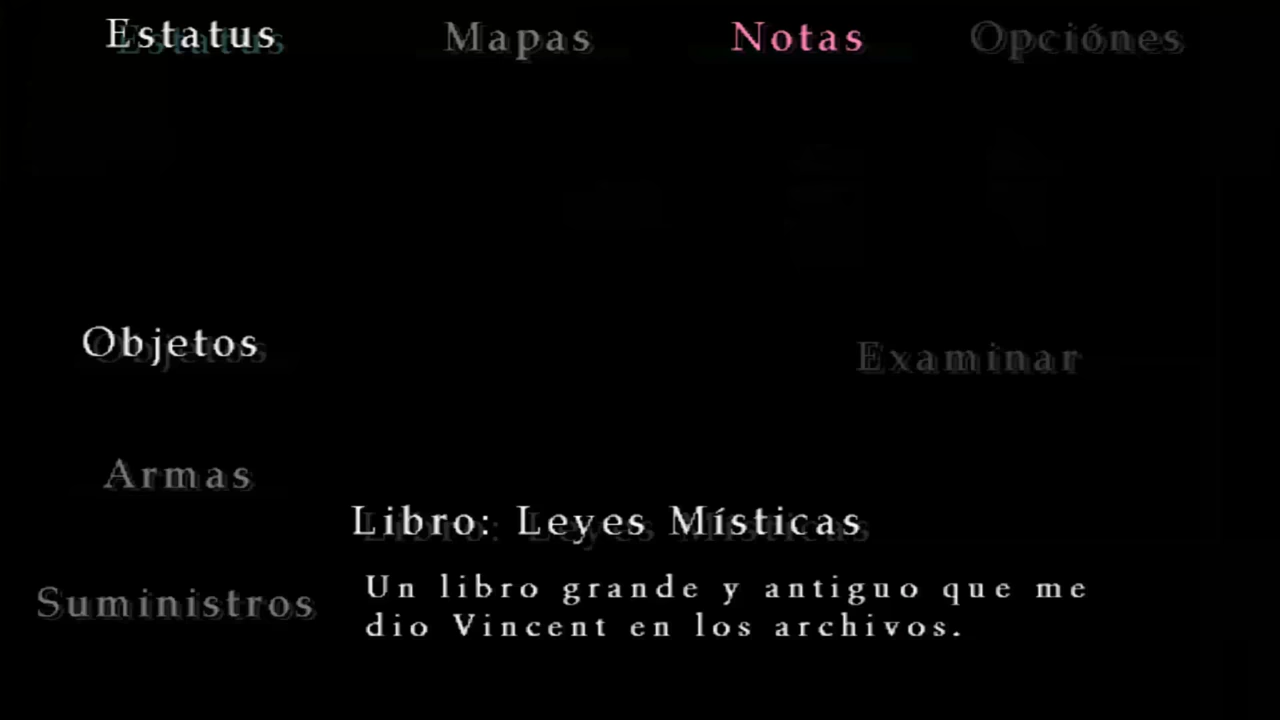 Estatus Mapas Notas Opciónes
Objetos
Examinar
Armas
Libro: Leyes Místicas
Suministros
Un libro grande y antiguo que me
dio Vincent en los archivos.